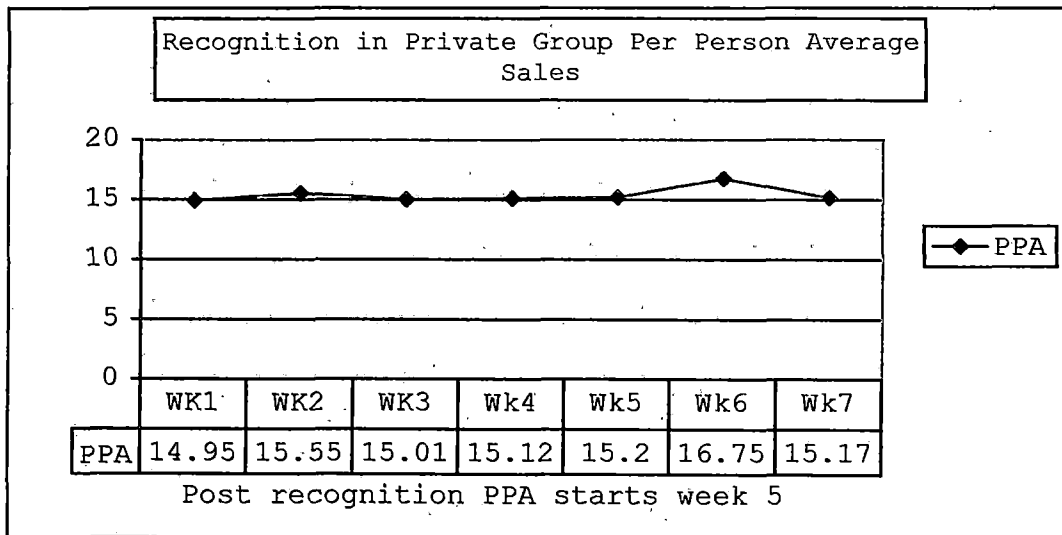 Recognition in Private Group Per Person Average
Sales
20
15
10
5
0
PPA
WK1 WK2 WK3 Wk4 Wk5 Wk6 Wk7
PPA 14.95 15.55 15.01 15.12 15.2 16.75 15.17
Post recognition PPA starts week 5